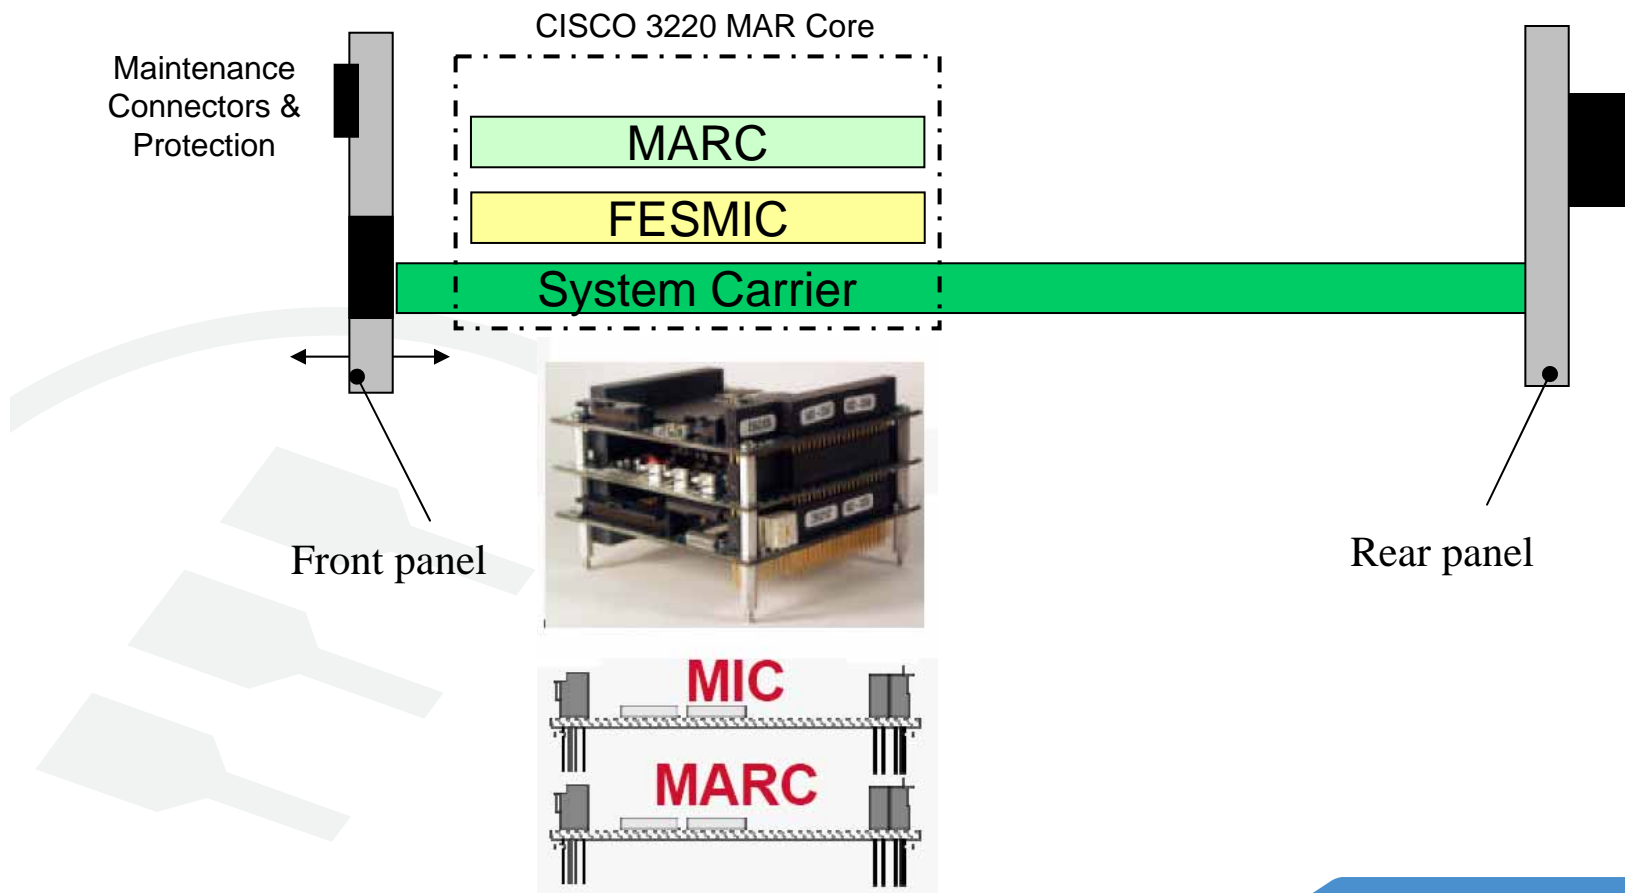 CISCO 3220 MAR Core
Maintenance
Connectors &
Protection
MARC
FESMIC
System Carrier
Front panel
Rear panel
MIC
MARC